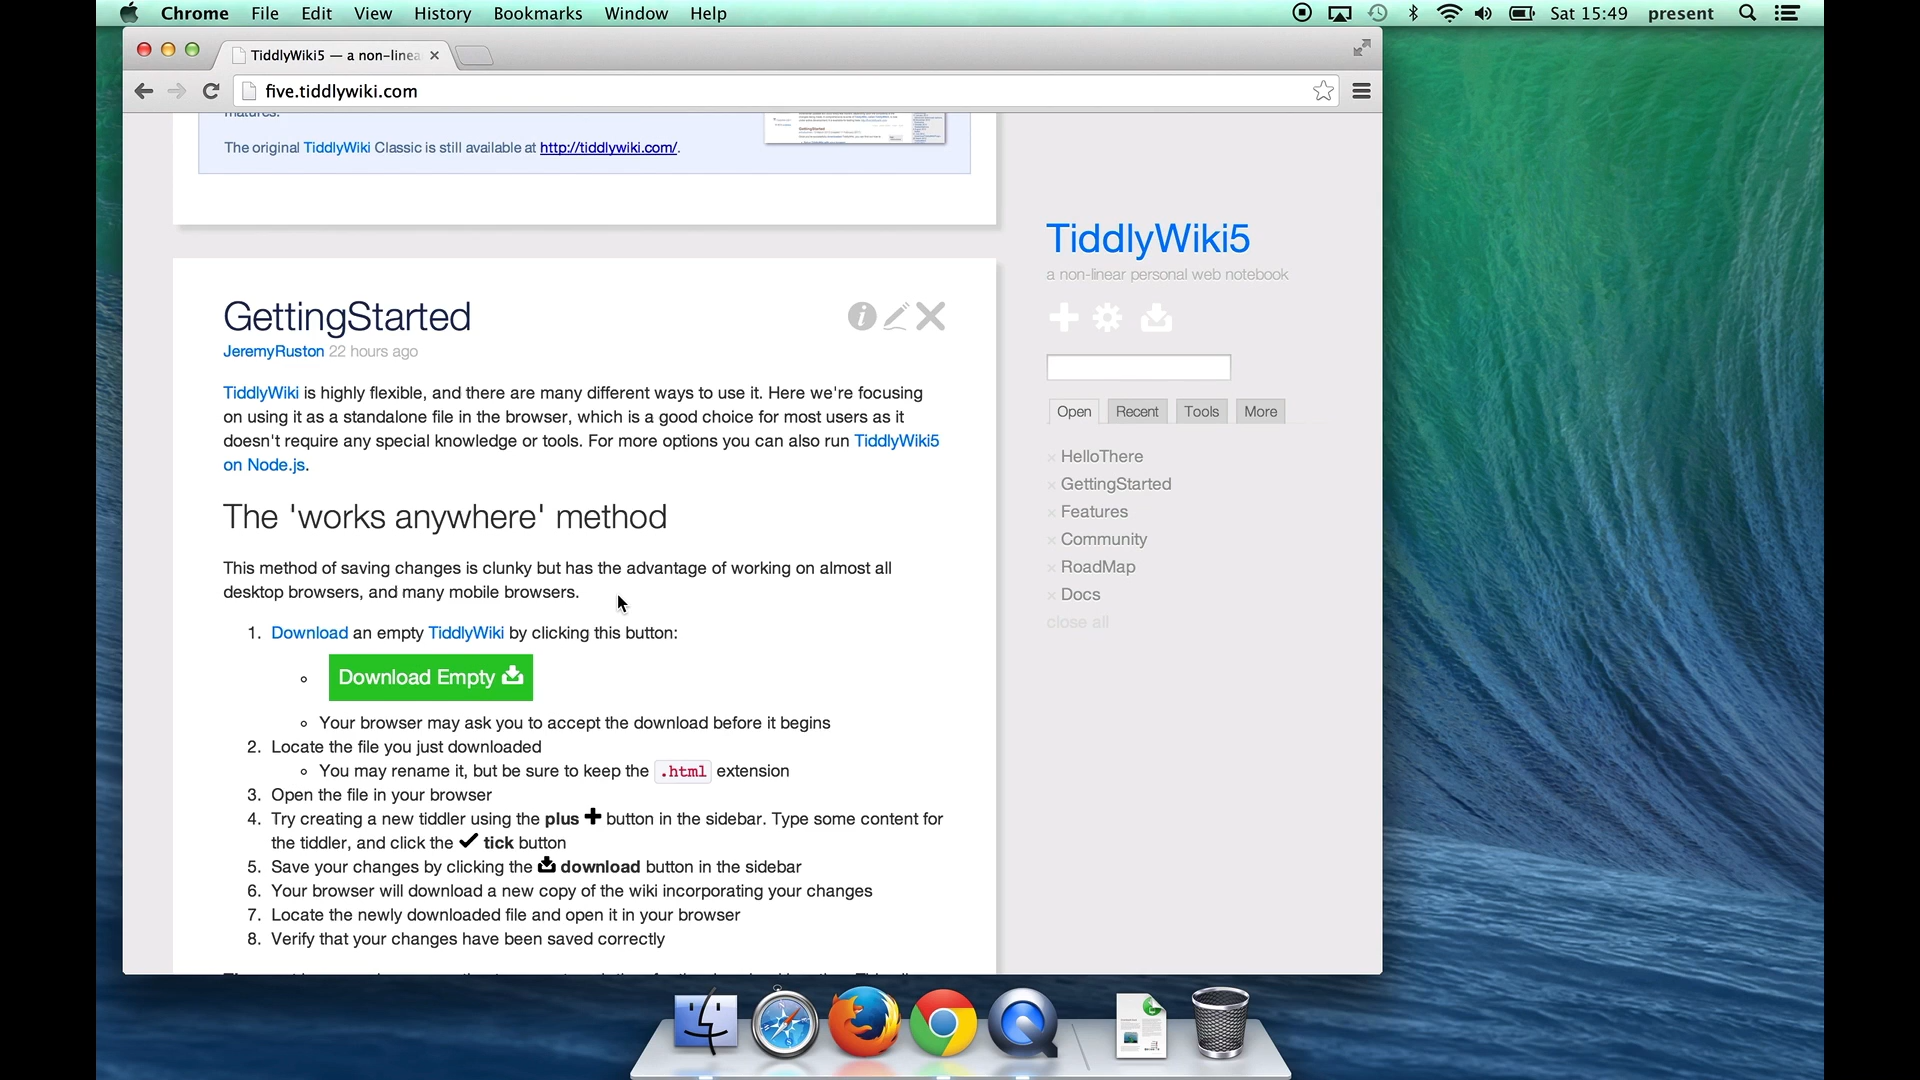 Chrome File Edit View History Bookmarks Window Help Sat 15:49 present
TiddlyWiki5 — a non-linea
five.tiddlywiki.com
matures.
The original TiddlyWiki Classic is still available at http://tiddlywiki.com/.
GettingStarted
JeremyRuston 22 hours ago
TiddlyWiki is highly flexible, and there are many different ways to use it. Here we're focusing
on using it as a standalone file in the browser, which is a good choice for most users as it
doesn't require any special knowledge or tools. For more options you can also run TiddlyWiki5
on Node.js.
The 'works anywhere' method
This method of saving changes is clunky but has the advantage of working on almost all
desktop browsers, and many mobile browsers.
1. Download an empty TiddlyWiki by clicking this button:
Download Empty
Your browser may ask you to accept the download before it begins
2. Locate the file you just downloaded
You may rename it, but be sure to keep the .html extension
3. Open the file in your browser
4. Try creating a new tiddler using the plus button in the sidebar. Type some content for
the tiddler, and click the tick button
5. Save your changes by clicking the download button in the sidebar
6. Your browser will download a new copy of the wiki incorporating your changes
7. Locate the newly downloaded file and open it in your browser
8. Verify that your changes have been saved correctly
TiddlyWiki5
a non-linear personal web notebook
Open Recent Tools More
HelloThere
GettingStarted
Features
Community
RoadMap
Docs
close all